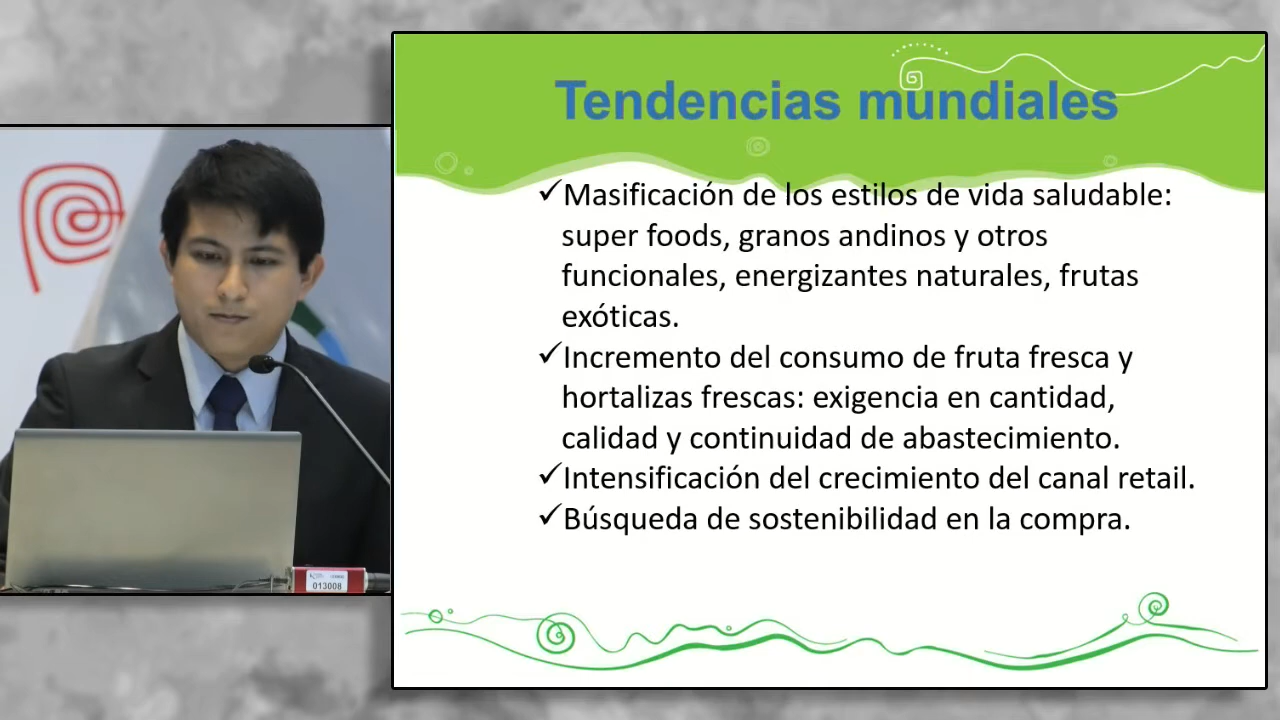 Tendencias mundiales
✓Masificación de los estilos de vida saludable:
super foods, granos andinos y otros
funcionales, energizantes naturales, frutas
exóticas.
✓Incremento del consumo de fruta fresca y
hortalizas frescas: exigencia en cantidad,
calidad y continuidad de abastecimiento.
✓Intensificación del crecimiento del canal retail.
✓Búsqueda de sostenibilidad en la compra.
013008